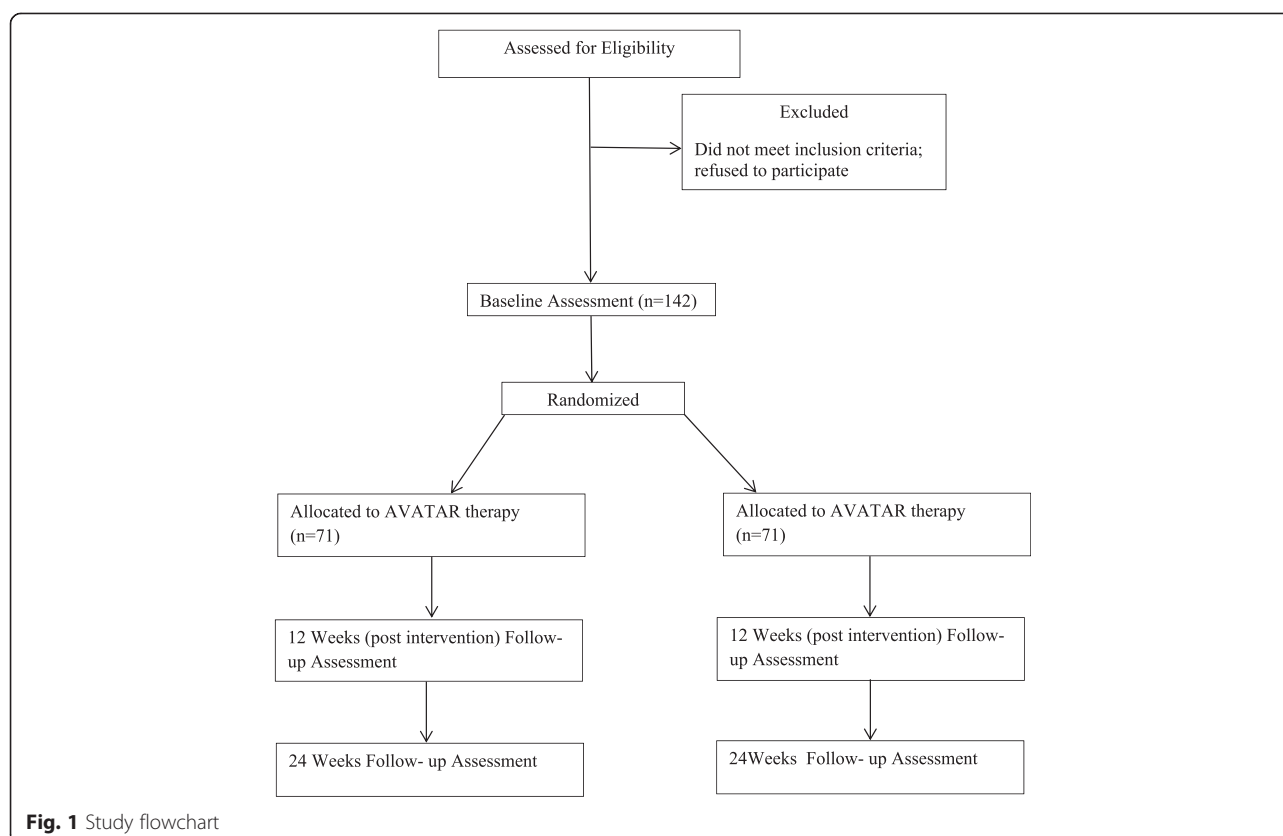 Assessed for Eligibility
Excluded
Did not meet inclusion criteria;
refused to participate
Baseline Assessment (n=142)
Randomized
Allocated to AVATAR therapy
(n=71)
Allocated to AVATAR therapy
(n=71)
12 Weeks (post intervention) Follow-
up Assessment
12 Weeks (post intervention) Follow-
up Assessment
24 Weeks Follow- up Assessment
24Weeks Follow- up Assessment
Fig. 1 Study flowchart